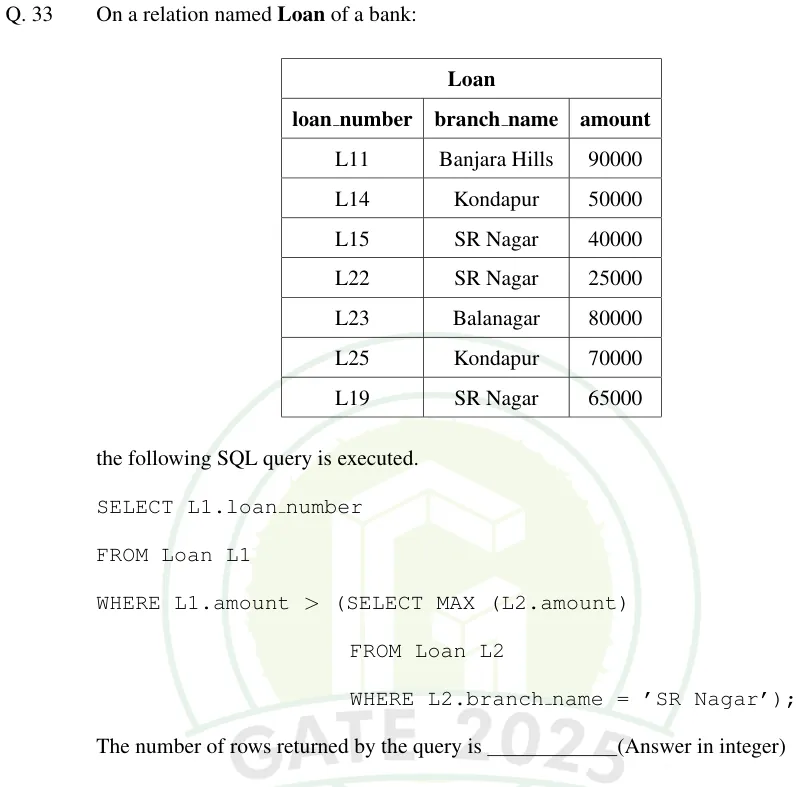 Q. 33 On a relation named Loan of a bank:
Loan
loan_number branch_name amount
L11 Banjara Hills 90000
L14 Kondapur 50000
L15 SR Nagar 40000
L22 SR Nagar 25000
L23 Balanagar 80000
L25 Kondapur 70000
L19 SR Nagar 65000
the following SQL query is executed.
SELECT L1.loan_number
FROM Loan L1
WHERE L1.amount > (SELECT MAX (L2.amount)
FROM Loan L2
WHERE L2.branch_name = ’SR Nagar’);
The number of rows returned by the query is ____________(Answer in integer)
GATE 2025